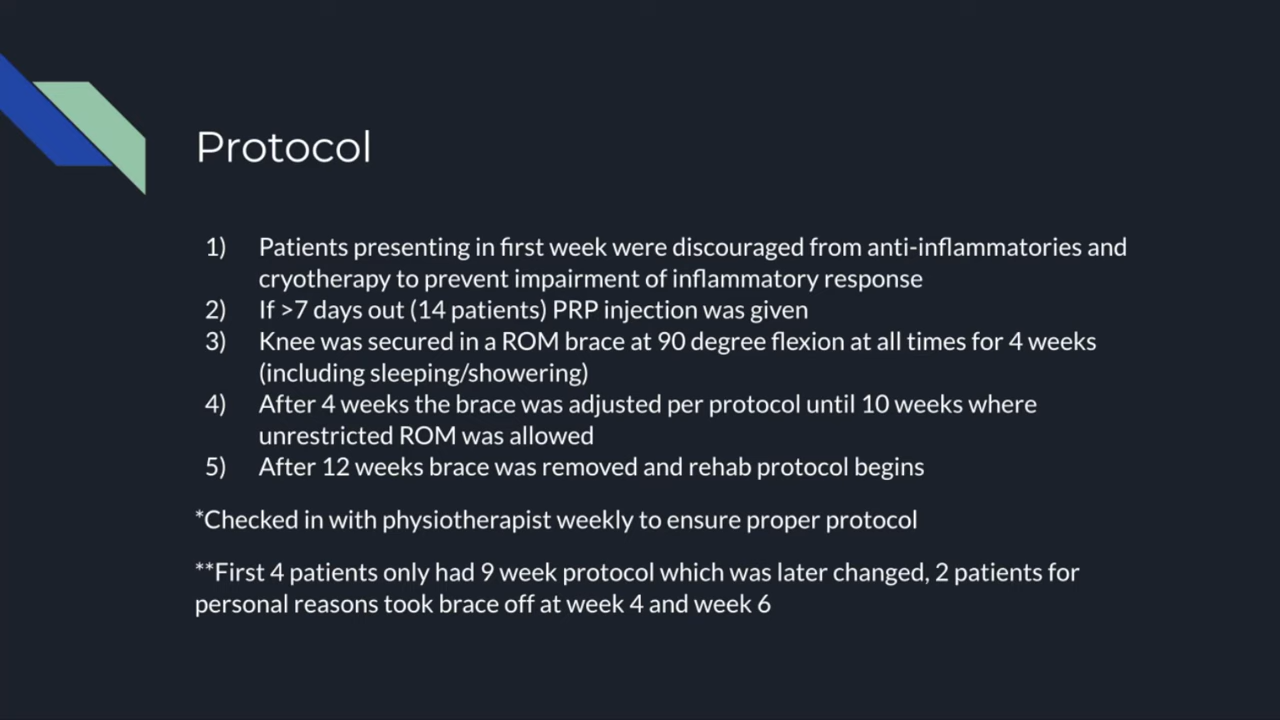 Protocol
1) Patients presenting in first week were discouraged from anti-inflammatories and
cryotherapy to prevent impairment of inflammatory response
2) If >7 days out (14 patients) PRP injection was given
3) Knee was secured in a ROM brace at 90 degree flexion at all times for 4 weeks
(including sleeping/showering)
4) After 4 weeks the brace was adjusted per protocol until 10 weeks where
unrestricted ROM was allowed
5) After 12 weeks brace was removed and rehab protocol begins
*Checked in with physiotherapist weekly to ensure proper protocol
**First 4 patients only had 9 week protocol which was later changed, 2 patients for
personal reasons took brace off at week 4 and week 6